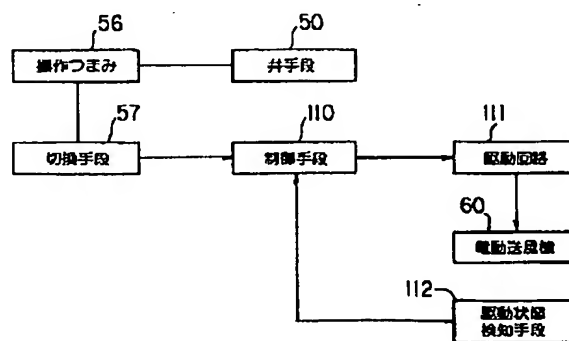 56
操作つまみ
50
弁手段
57
切換手段
110
制御手段
111
駆動回路
60
電動送風機
112
駆動状態
検知手段